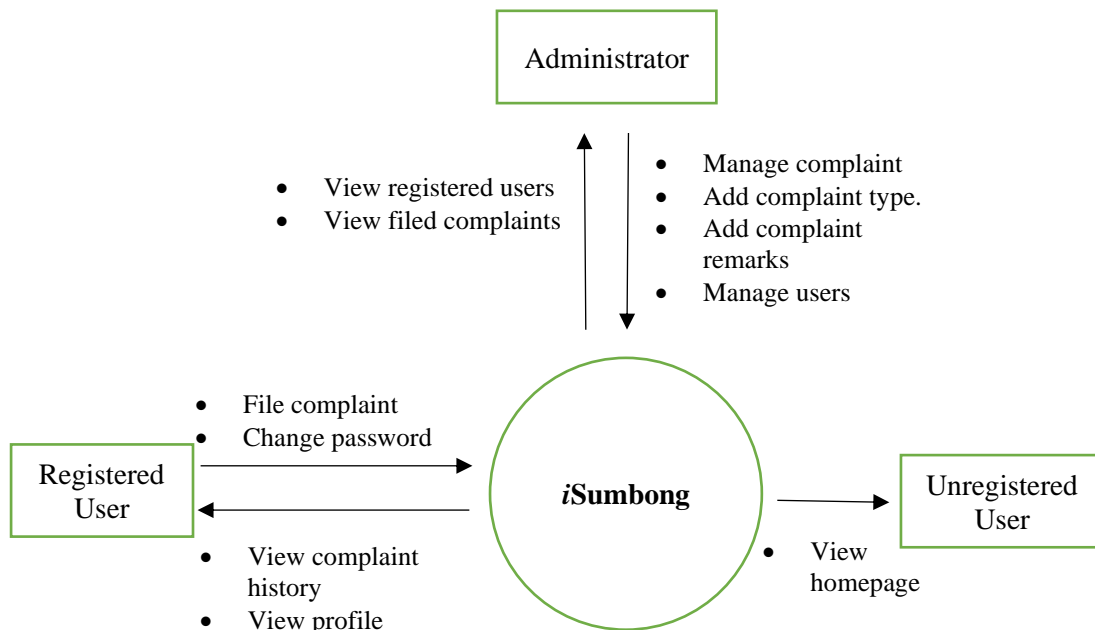 Administrator
• View registered users
• View filed complaints
• Manage complaint
• Add complaint type.
• Add complaint
remarks
• Manage users
• File complaint
• Change password
Registered
User
iSumbong
Unregistered
User
• View complaint
history
• View profile
• View
homepage